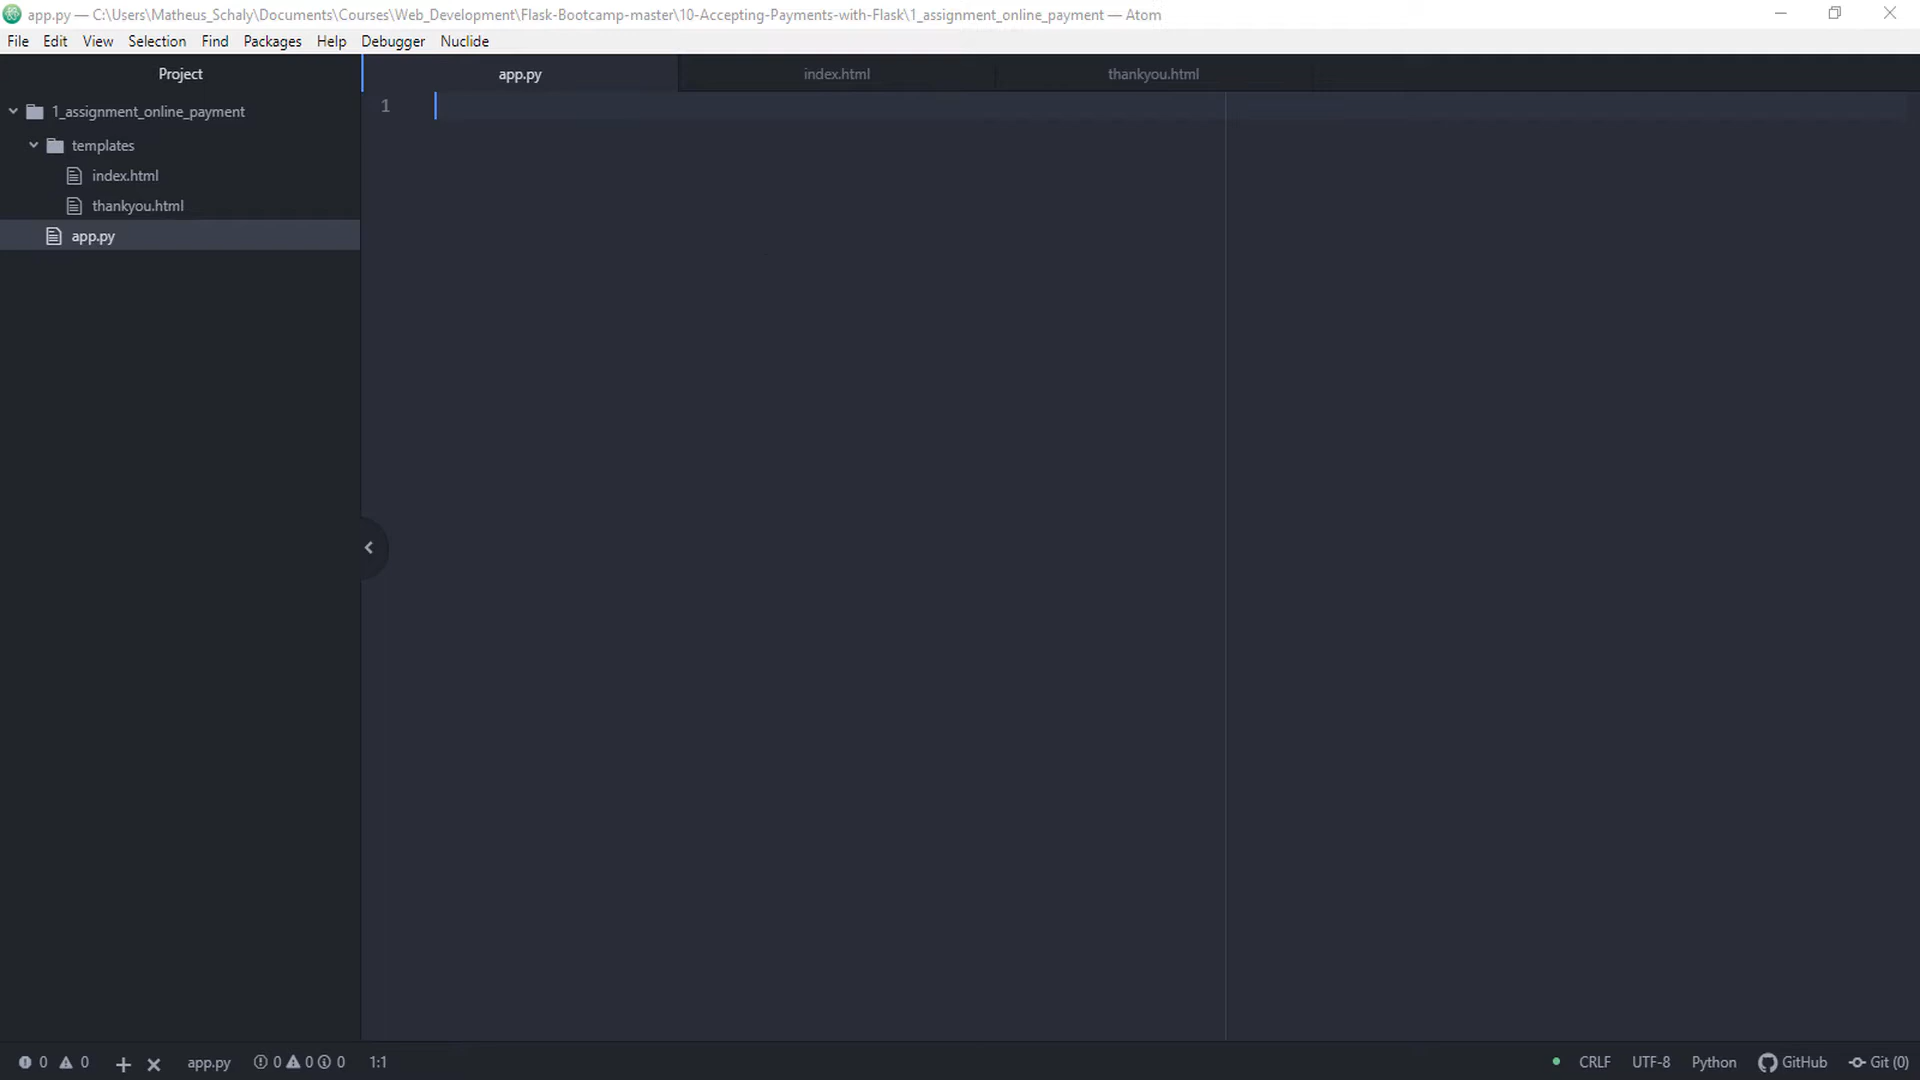 app.py — C:\Users\Matheus_Schaly\Documents\Courses\Web_Development\Flask-Bootcamp-master\10-Accepting-Payments-with-Flask\1_assignment_online_payment — Atom
File Edit View Selection Find Packages Help Debugger Nuclide
Project
app.py index.html thankyou.html
1_assignment_online_payment
1
templates
index.html
thankyou.html
app.py
0 0 app.py 0 0 0 1:1 CRLF UTF-8 Python GitHub Git (0)